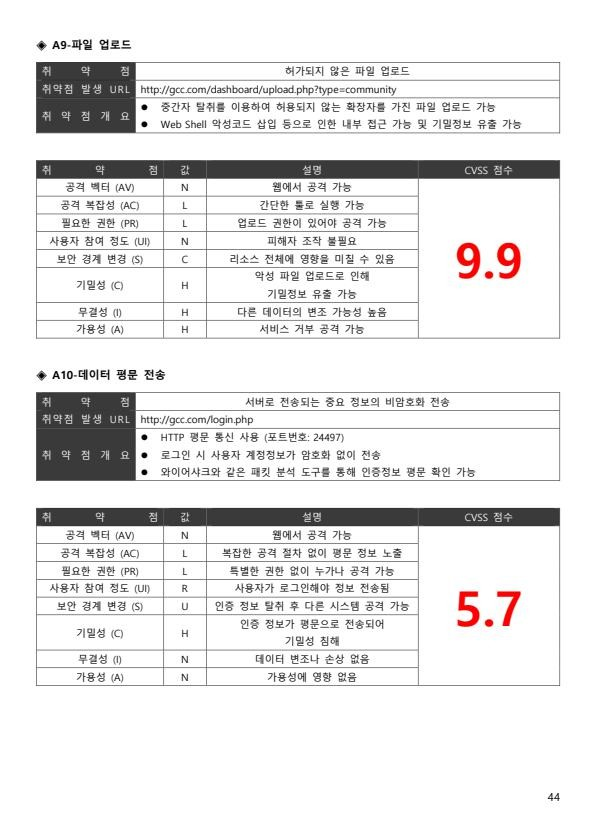 ◈ A9-파일 업로드
취 약 점 허가되지 않은 파일 업로드
취약점 발생 URL http://gcc.com/dashboard/upload.php?type=community
취 약 점 개 요 ● 중간자 탈취를 이용하여 허용되지 않는 확장자를 가진 파일 업로드 가능
● Web Shell 악성코드 삽입 등으로 인한 내부 접근 가능 및 기밀정보 유출 가능
취 약 점 값 설명 CVSS 점수
공격 벡터 (AV) N 웹에서 공격 가능
공격 복잡성 (AC) L 간단한 툴로 실행 가능
필요한 권한 (PR) L 업로드 권한이 있어야 공격 가능
사용자 참여 정도 (UI) N 피해자 조작 불필요
보안 경계 변경 (S) C 리소스 전체에 영향을 미칠 수 있음
기밀성 (C) H 악성 파일 업로드로 인해
기밀정보 유출 가능
무결성 (I) H 다른 데이터의 변조 가능성 높음
가용성 (A) H 서비스 거부 공격 가능
9.9
◈ A10-데이터 평문 전송
취 약 점 서버로 전송되는 중요 정보의 비암호화 전송
취약점 발생 URL http://gcc.com/login.php
취 약 점 개 요 ● HTTP 평문 통신 사용 (포트번호: 24497)
● 로그인 시 사용자 계정정보가 암호화 없이 전송
● 와이어샤크와 같은 패킷 분석 도구를 통해 인증정보 평문 확인 가능
취 약 점 값 설명 CVSS 점수
공격 벡터 (AV) N 웹에서 공격 가능
공격 복잡성 (AC) L 복잡한 공격 절차 없이 평문 정보 노출
필요한 권한 (PR) L 특별한 권한 없이 누가나 공격 가능
사용자 참여 정도 (UI) R 사용자가 로그인해야 정보 전송됨
보안 경계 변경 (S) U 인증 정보 탈취 후 다른 시스템 공격 가능
기밀성 (C) H 인증 정보가 평문으로 전송되어
기밀성 침해
무결성 (I) N 데이터 변조나 손상 없음
가용성 (A) N 가용성에 영향 없음
5.7
44